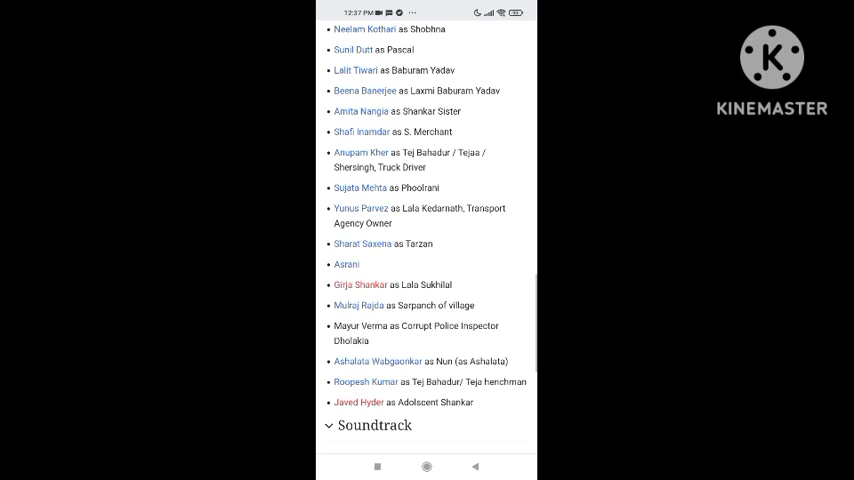 12:37 PM
Neelam Kothari as Shobhna
Sunil Dutt as Pascal
Lalit Tiwari as Baburam Yadav
Beena Banerjee as Laxmi Baburam Yadav
Amita Nangia as Shankar Sister
Shafi Inamdar as S. Merchant
Anupam Kher as Tej Bahadur / Tejaa /
Shersingh, Truck Driver
Sujata Mehta as Phoolrani
Yunus Parvez as Lala Kedarnath, Transport
Agency Owner
Sharat Saxena as Tarzan
Asrani
Girja Shankar as Lala Sukhilal
Mulraj Rajda as Sarpanch of village
Mayur Verma as Corrupt Police Inspector
Dholakia
Ashalata Wabgaonkar as Nun (as Ashalata)
Roopesh Kumar as Tej Bahadur/ Teja henchman
Javed Hyder as Adolscent Shankar
Soundtrack
K
KINEMASTER